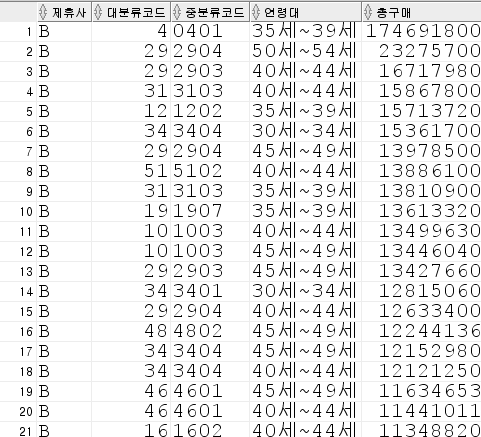 제휴사 대분류코드 중분류코드 연령대 총구매
1 B 4 0401 35세~39세 174691800
2 B 29 2904 50세~54세 23275700
3 B 29 2903 40세~44세 16717980
4 B 31 3103 40세~44세 15867800
5 B 12 1202 35세~39세 15713720
6 B 34 3404 30세~34세 15361700
7 B 29 2904 45세~49세 13978500
8 B 51 5102 40세~44세 13886100
9 B 31 3103 35세~39세 13810900
10 B 19 1907 35세~39세 13613320
11 B 10 1003 40세~44세 13499630
12 B 10 1003 45세~49세 13446040
13 B 29 2903 45세~49세 13427660
14 B 34 3401 30세~34세 12815060
15 B 29 2904 40세~44세 12633400
16 B 48 4802 45세~49세 12244136
17 B 34 3404 45세~49세 12152980
18 B 34 3404 40세~44세 12121250
19 B 46 4601 45세~49세 11634653
20 B 46 4601 40세~44세 11441011
21 B 16 1602 40세~44세 11348820